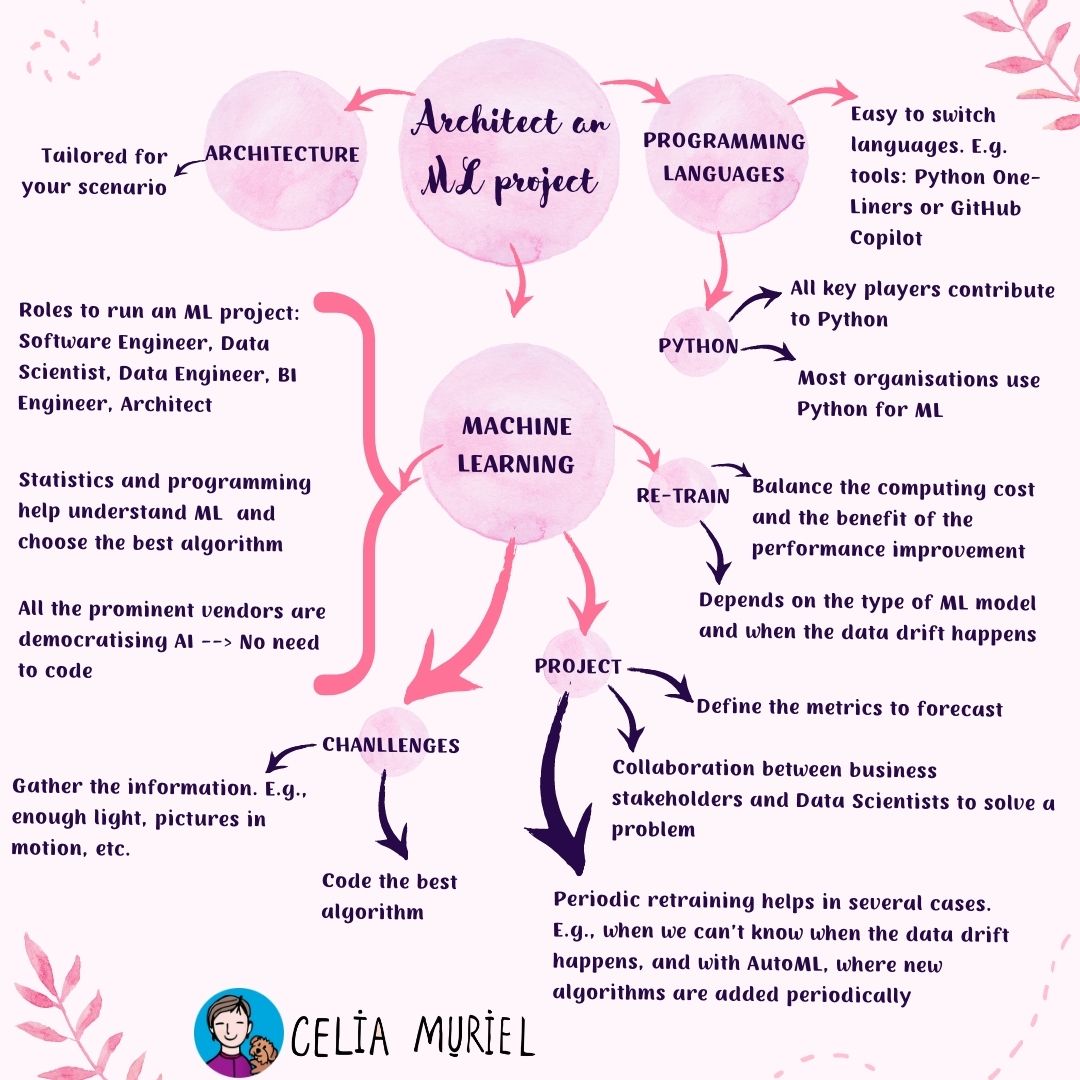 Architect an
ML project
ARCHITECTURE
Tailored for
your scenario
PROGRAMMING
LANGUAGES
Easy to switch
languages. E.g.
tools: Python One-
Liners or GitHub
Copilot
PYTHON
All key players contribute
to Python
Most organisations use
Python for ML
MACHINE
LEARNING
Roles to run an ML project:
Software Engineer, Data
Scientist, Data Engineer, BI
Engineer, Architect
Statistics and programming
help understand ML and
choose the best algorithm
All the prominent vendors are
democratising AI --> No need
to code
RE-TRAIN
Balance the computing cost
and the benefit of the
performance improvement
Depends on the type of ML model
and when the data drift happens
PROJECT
Define the metrics to forecast
Collaboration between business
stakeholders and Data Scientists to solve a
problem
Periodic retraining helps in several cases.
E.g., when we can't know when the data drift
happens, and with AutoML, where new
algorithms are added periodically
CHANLLENGES
Gather the information. E.g.,
enough light, pictures in
motion, etc.
Code the best
algorithm
CELIA MURIEL